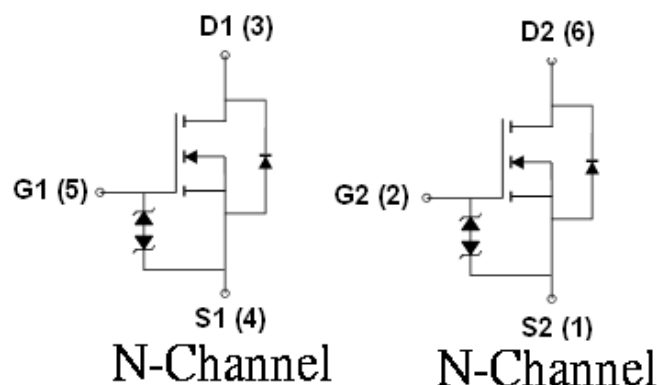 D1 (3)
D2 (6)
G1 (5)
G2 (2)
S1 (4)
S2 (1)
N-Channel
N-Channel